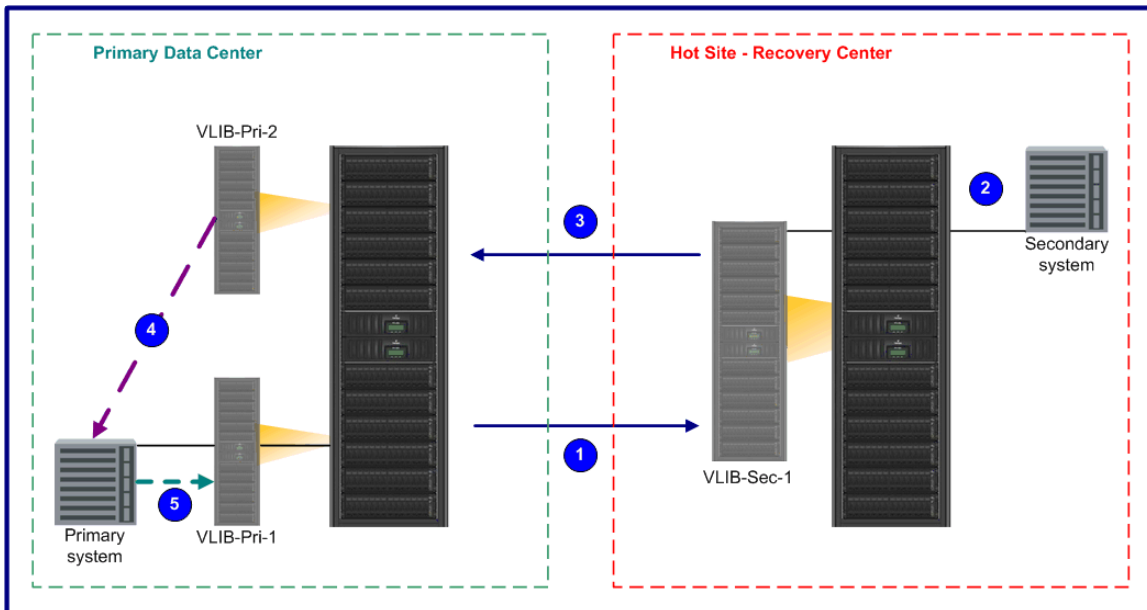 Primary Data Center
Hot Site - Recovery Center
VLIB-Pri-2
2
3
Secondary
system
4
1
VLIB-Sec-1
5
Primary
system
VLIB-Pri-1